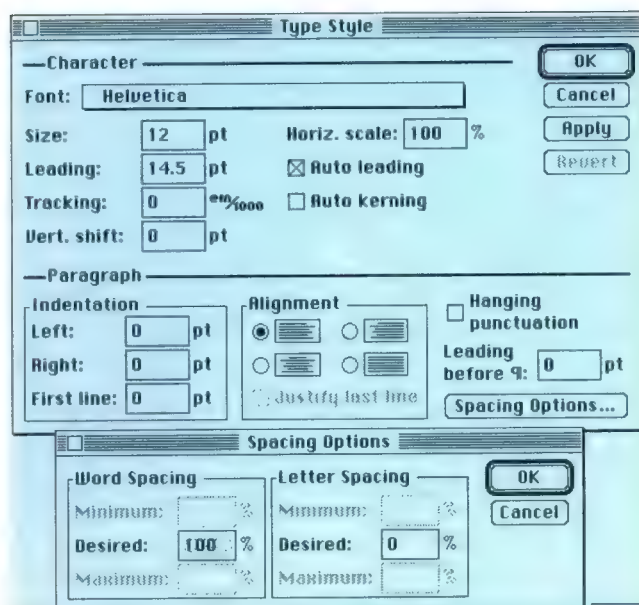 Type Style
Character
OK
Font: Helvetica
Cancel
Size: 12 pt Horiz. scale: 100 %
Apply
Leading: 14.5 pt Auto leading
Revert
Tracking: 0 em/1000 Auto kerning
Vert. shift: 0 pt
Paragraph
Indentation
Left: 0 pt
Right: 0 pt
First line: 0 pt
Alignment
Justify last line
Hanging
punctuation
Leading
before ¶: 0 pt
Spacing Options...
Spacing Options
Word Spacing
Minimum: %
Desired: 100 %
Maximum: %
Letter Spacing
Minimum: %
Desired: 0 %
Maximum: %
OK
Cancel